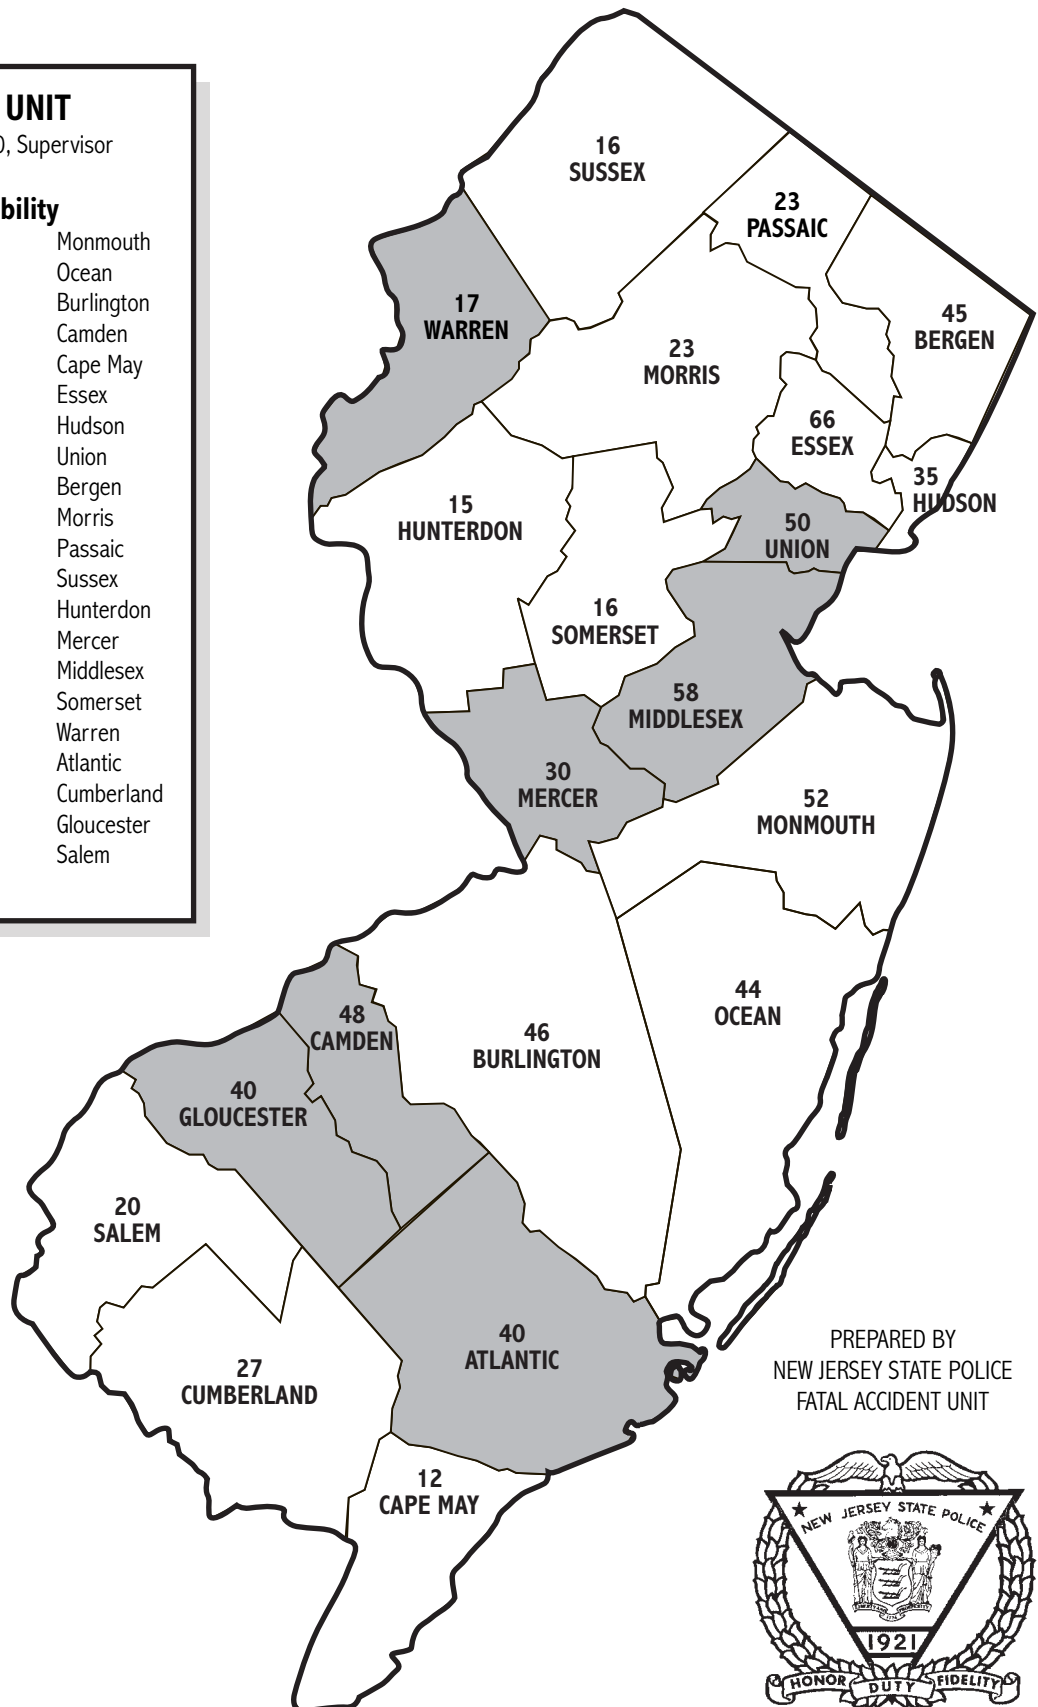 UNIT
, Supervisor
bility
Monmouth
Ocean
Burlington
Camden
Cape May
Essex
Hudson
Union
Bergen
Morris
Passaic
Sussex
Hunterdon
Mercer
Middlesex
Somerset
Warren
Atlantic
Cumberland
Gloucester
Salem
16
SUSSEX
23
PASSAIC
17
WARREN
45
BERGEN
23
MORRIS
66
ESSEX
35
HUDSON
15
HUNTERDON
50
UNION
16
SOMERSET
58
MIDDLESEX
30
MERCER
52
MONMOUTH
44
OCEAN
48
CAMDEN
46
BURLINGTON
40
GLOUCESTER
20
SALEM
40
ATLANTIC
27
CUMBERLAND
12
CAPE MAY
PREPARED BY
NEW JERSEY STATE POLICE
FATAL ACCIDENT UNIT
NEW JERSEY STATE POLICE
1921
HONOR DUTY FIDELITY